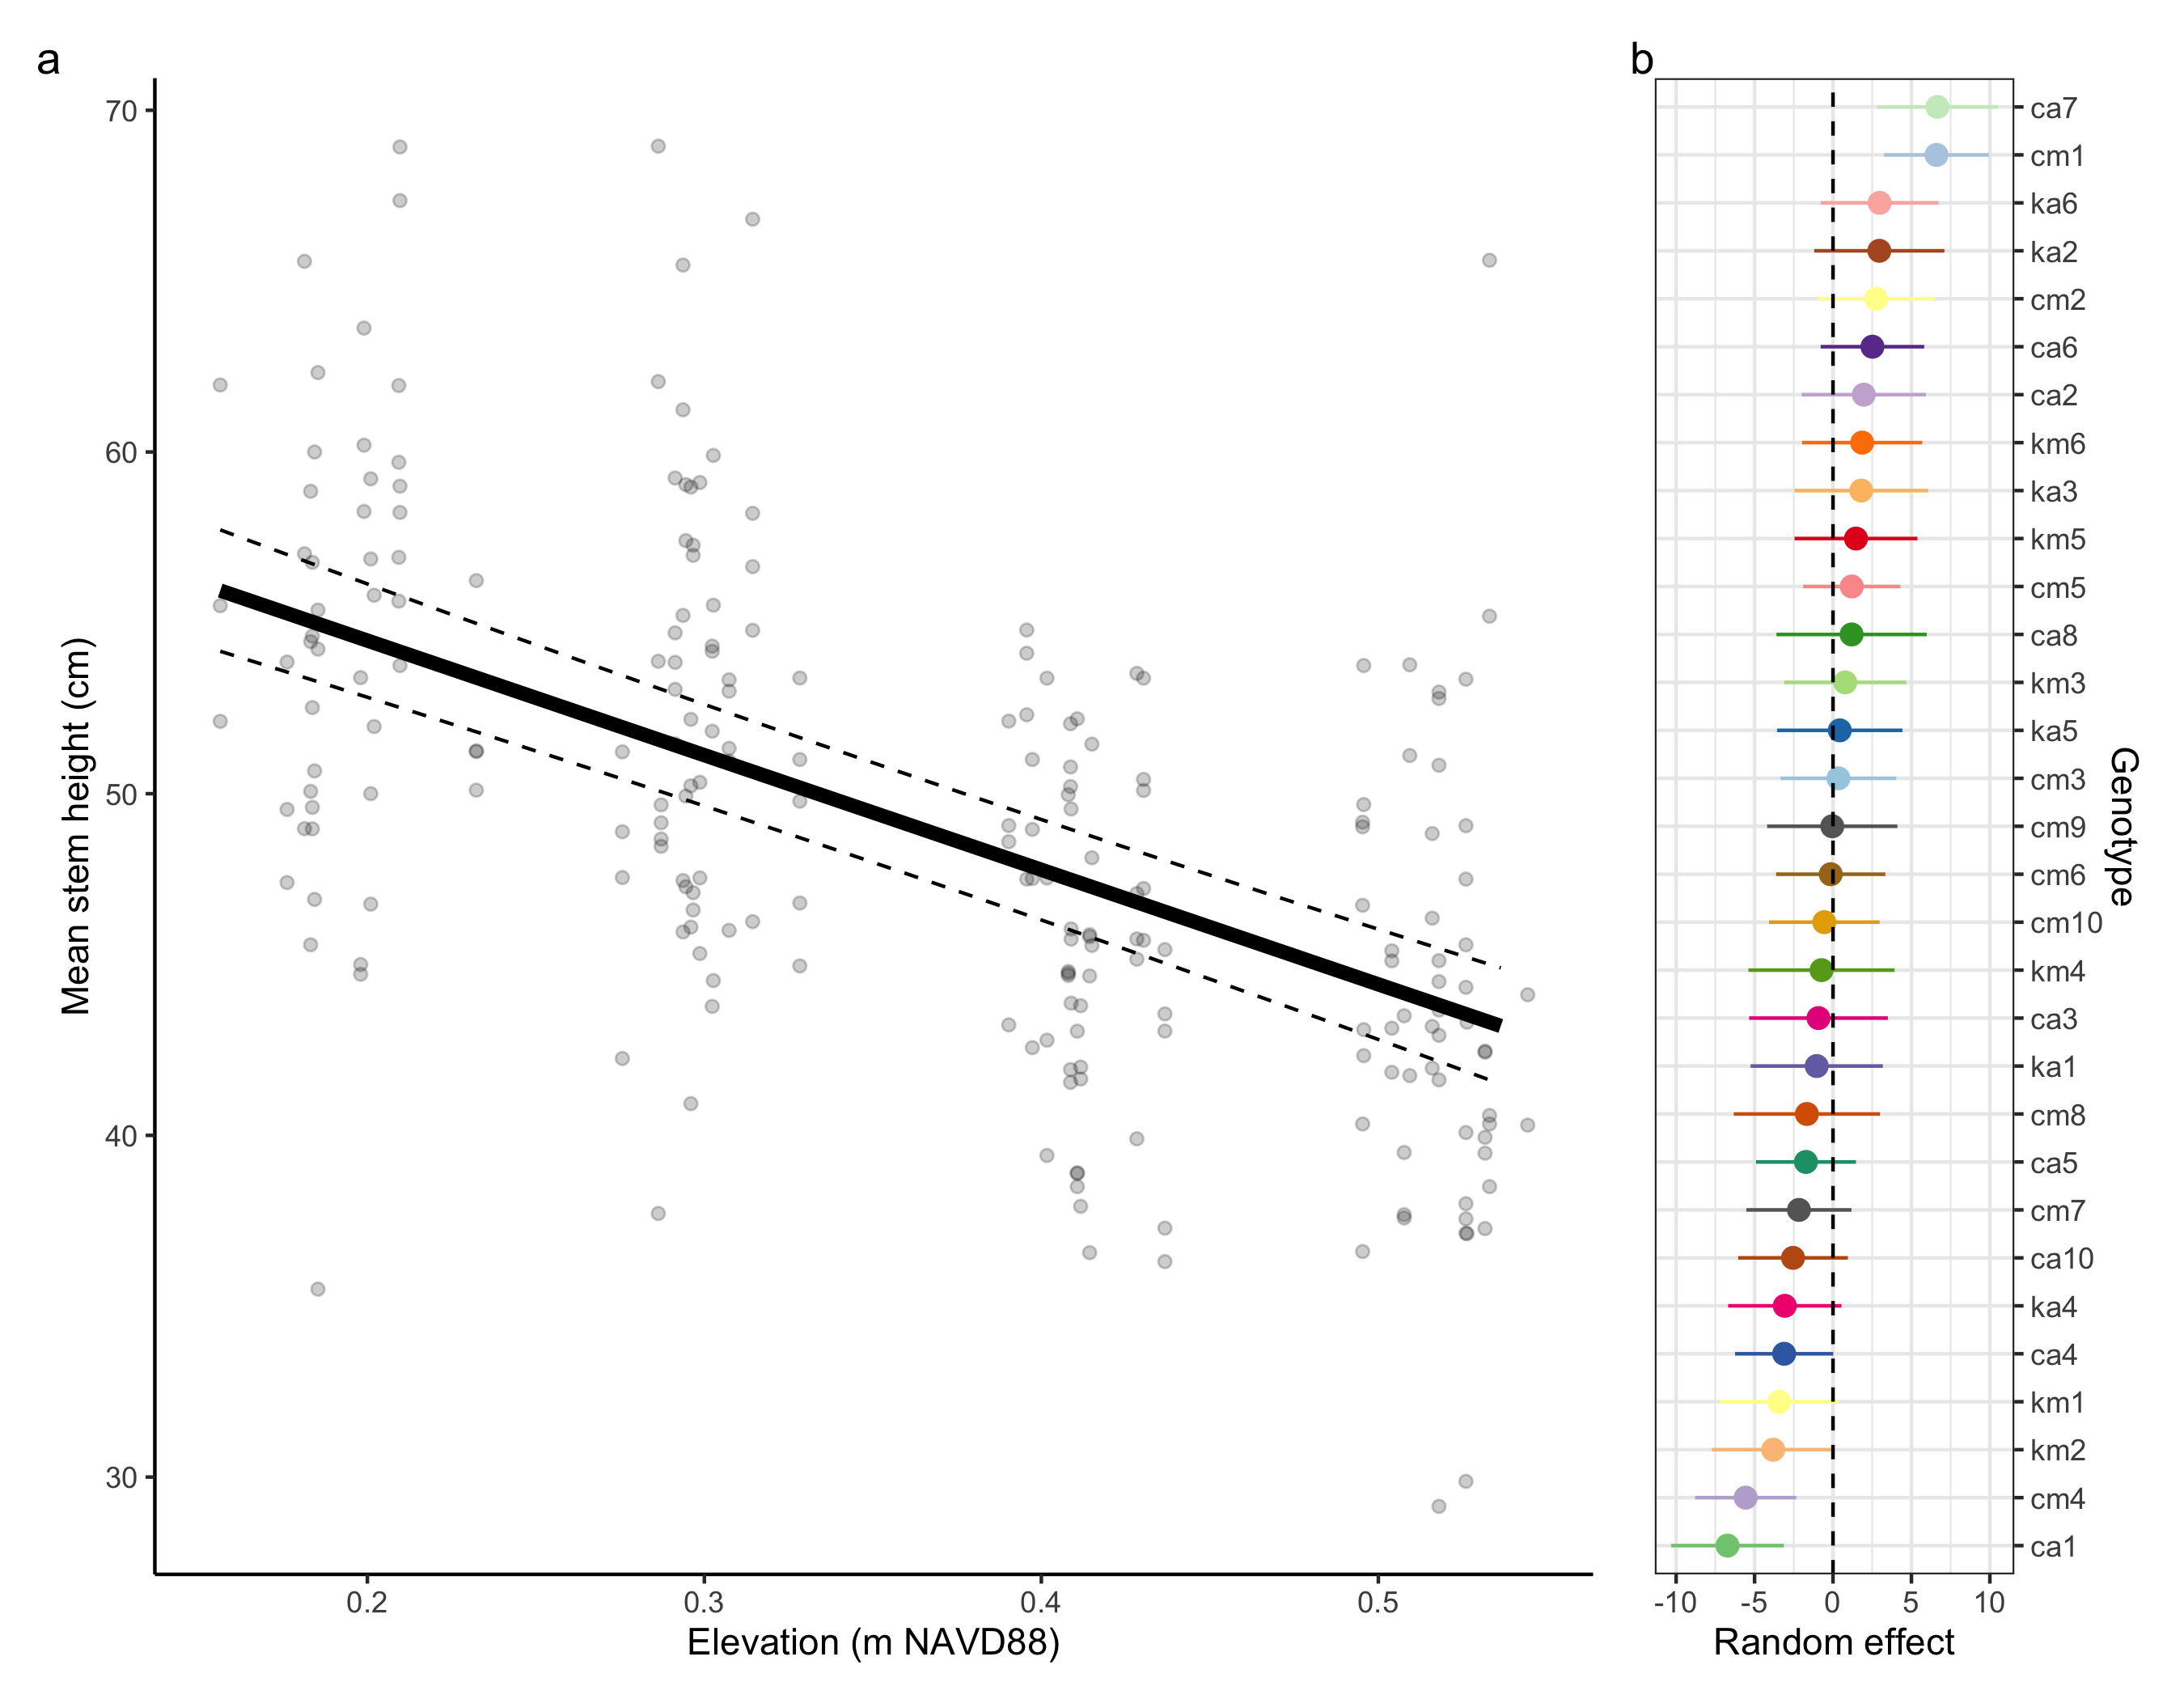 a
70
60
50
40
30
Mean stem height (cm)
0.2 0.3 0.4 0.5
Elevation (m NAVD88)
b
ca7
cm1
ka6
ka2
cm2
ca6
ca2
km6
ka3
km5
cm5
ca8
km3
ka5
cm3
cm9
cm6
cm10
km4
ca3
ka1
cm8
ca5
cm7
ca10
ka4
ca4
km1
km2
cm4
ca1
Genotype
-10 -5 0 5 10
Random effect